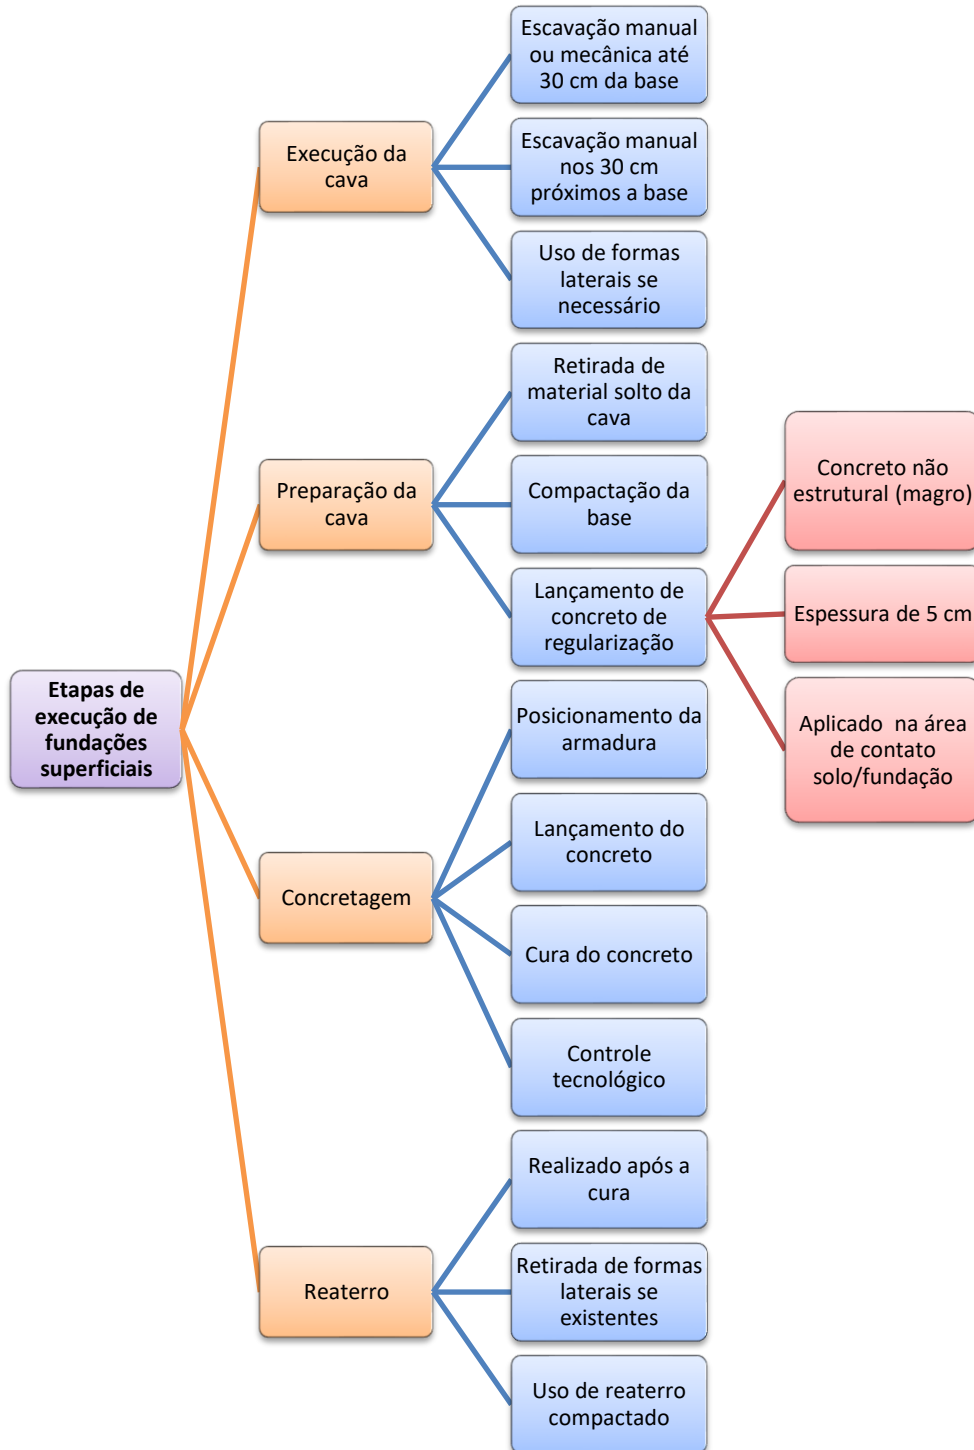 Etapas de
execução de
fundações
superficiais
Execução da
cava
Escavação manual
ou mecânica até
30 cm da base
Escavação manual
nos 30 cm
próximos a base
Uso de formas
laterais se
necessário
Preparação da
cava
Retirada de
material solto da
cava
Compactação da
base
Lançamento de
concreto de
regularização
Concreto não
estrutural (magro)
Espessura de 5 cm
Aplicado na área
de contato
solo/fundação
Concretagem
Posicionamento da
armadura
Lançamento do
concreto
Cura do concreto
Controle
tecnológico
Reaterro
Realizado após a
cura
Retirada de formas
laterais se
existentes
Uso de reaterro
compactado